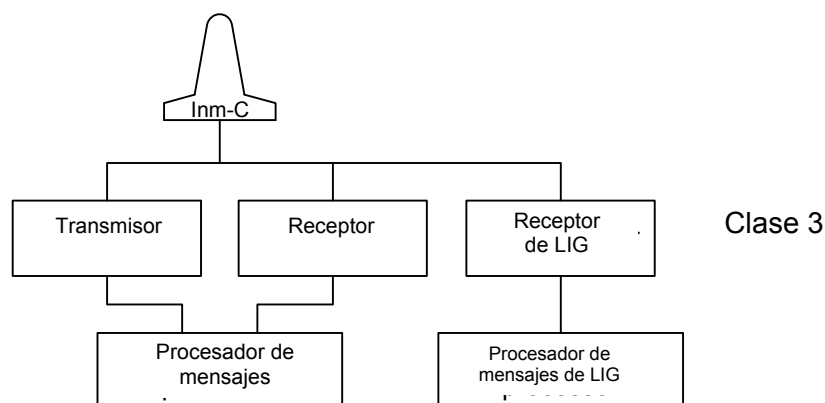 Inm-C
Transmisor
Receptor
Receptor
de LIG
Clase 3
Procesador de
mensajes
Procesador de
mensajes de LIG